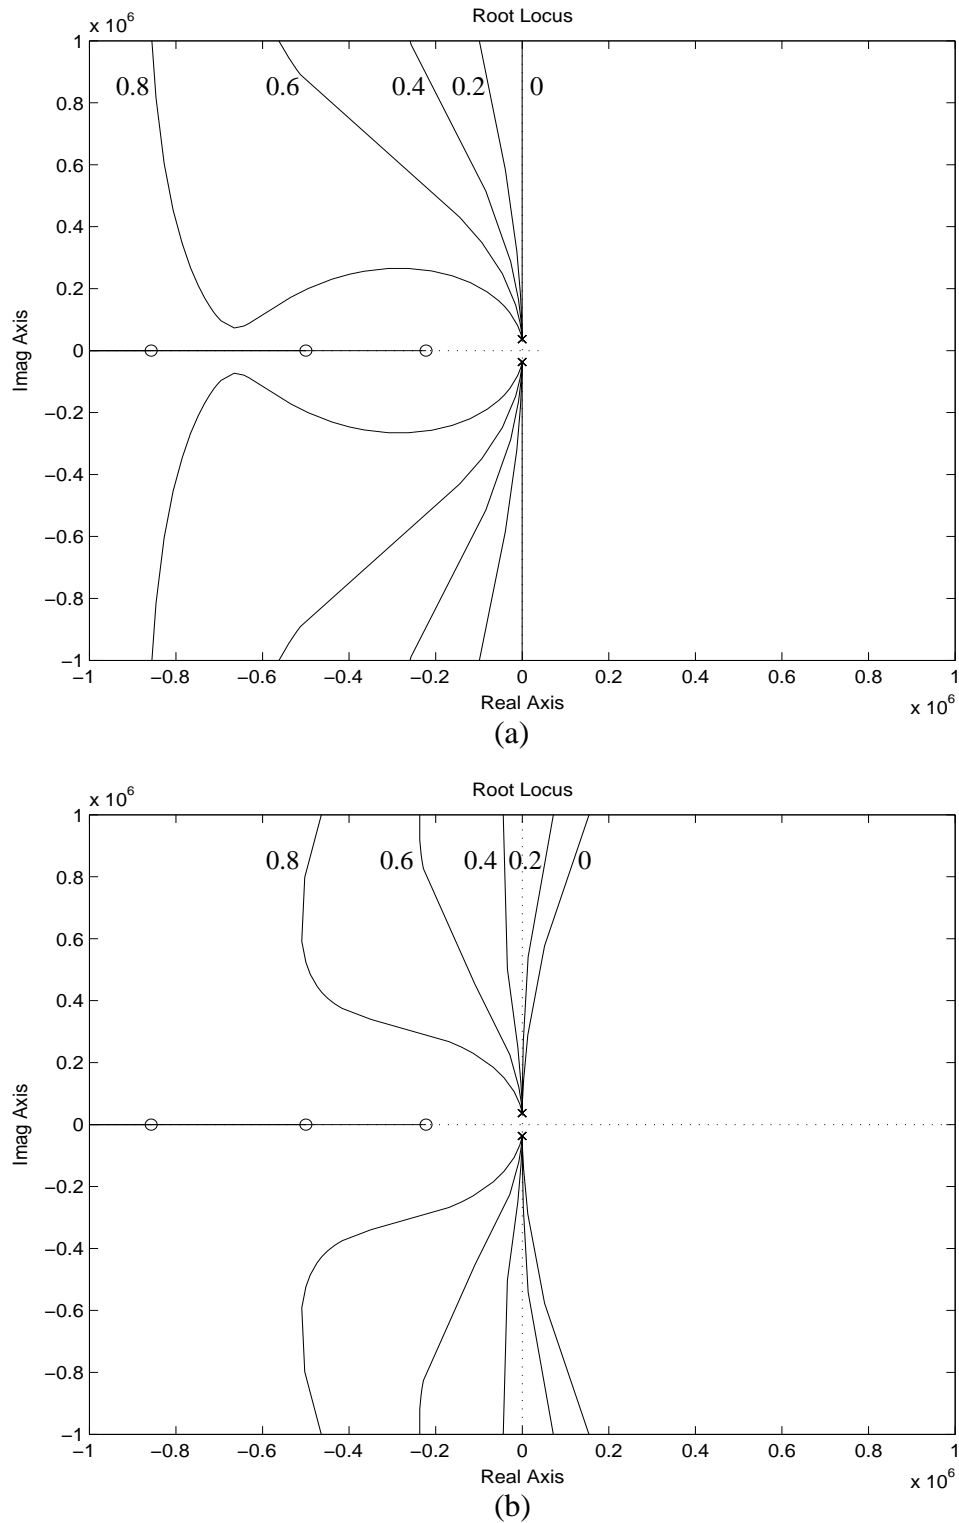 Root Locus
x 10^6
1
0.8 0.6 0.4 0.2 0
0.8
0.6
0.4
0.2
0
−0.2
−0.4
−0.6
−0.8
−1
Imag Axis
−1 −0.8 −0.6 −0.4 −0.2 0 0.2 0.4 0.6 0.8 1
Real Axis
x 10^6
(a)
Root Locus
x 10^6
1
0.8 0.6 0.4 0.2 0
0.8
0.6
0.4
0.2
0
−0.2
−0.4
−0.6
−0.8
−1
Imag Axis
−1 −0.8 −0.6 −0.4 −0.2 0 0.2 0.4 0.6 0.8 1
Real Axis
x 10^6
(b)